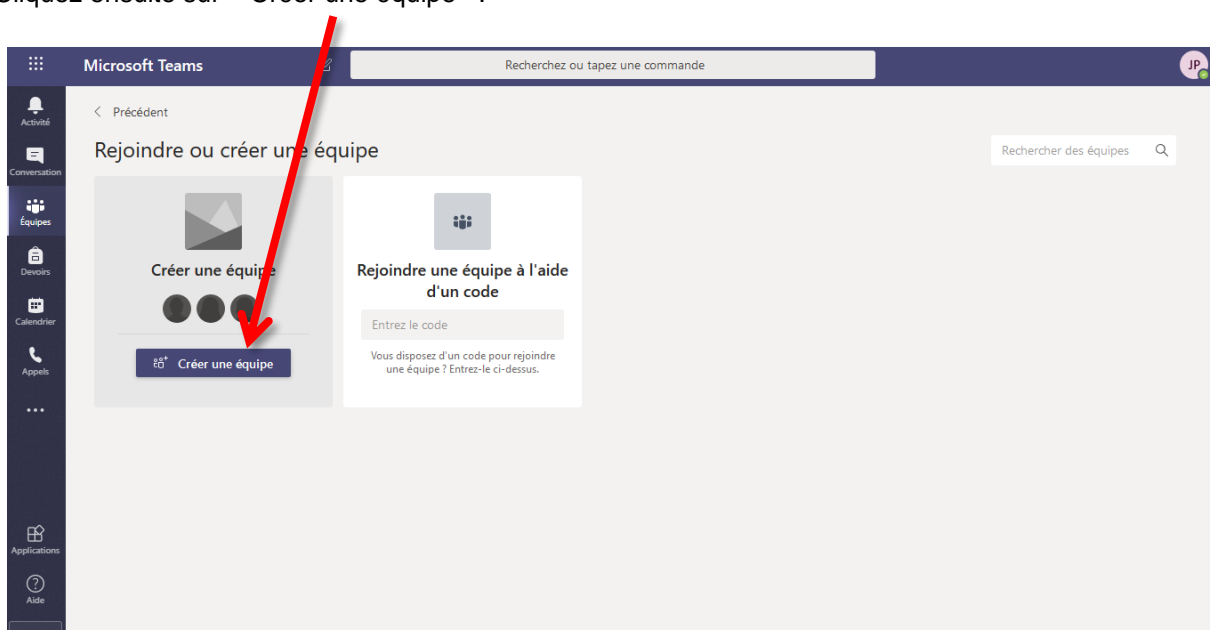 Cliquez ensuite sur « Créer une équipe » .
Microsoft Teams
Recherchez ou tapez une commande
JP
Activité
Conversation
Équipes
Devoirs
Calendrier
Appels
Applications
Aide
< Précédent
Rejoindre ou créer une équipe
Rechercher des équipes
Créer une équipe
Créer une équipe
Rejoindre une équipe à l'aide
d'un code
Entrez le code
Vous disposez d'un code pour rejoindre
une équipe ? Entrez-le ci-dessus.